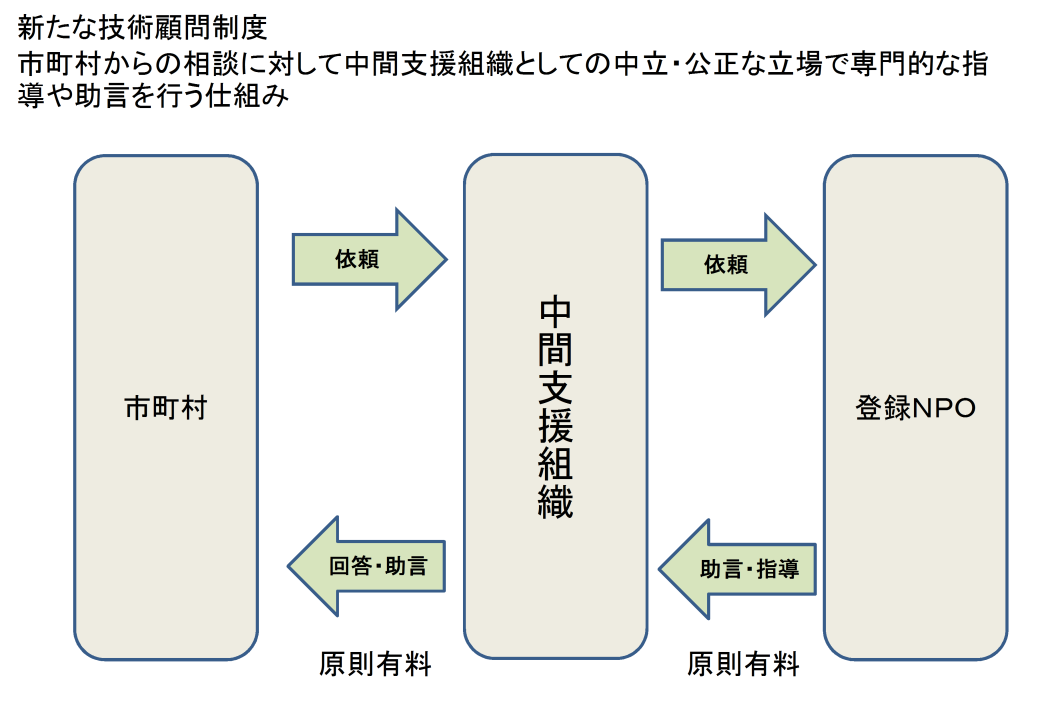 新たな技術顧問制度
市町村からの相談に対して中間支援組織としての中立・公正な立場で専門的な指
導や助言を行う仕組み
依頼
依頼
市町村
中間支援組織
登録NPO
回答・助言
助言・指導
原則有料
原則有料